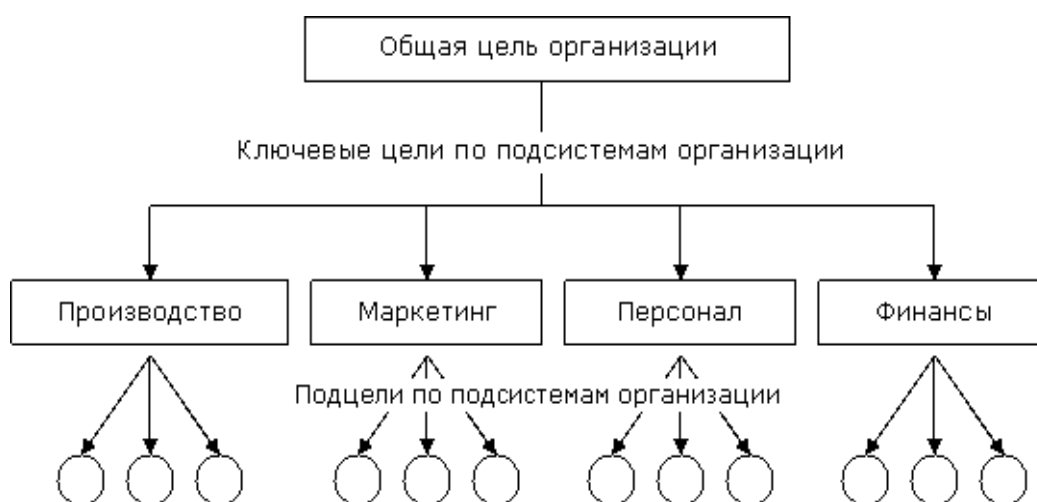 Общая цель организации
Ключевые цели по подсистемам организации
Производство
Маркетинг
Персонал
Финансы
Подцели по подсистемам организации